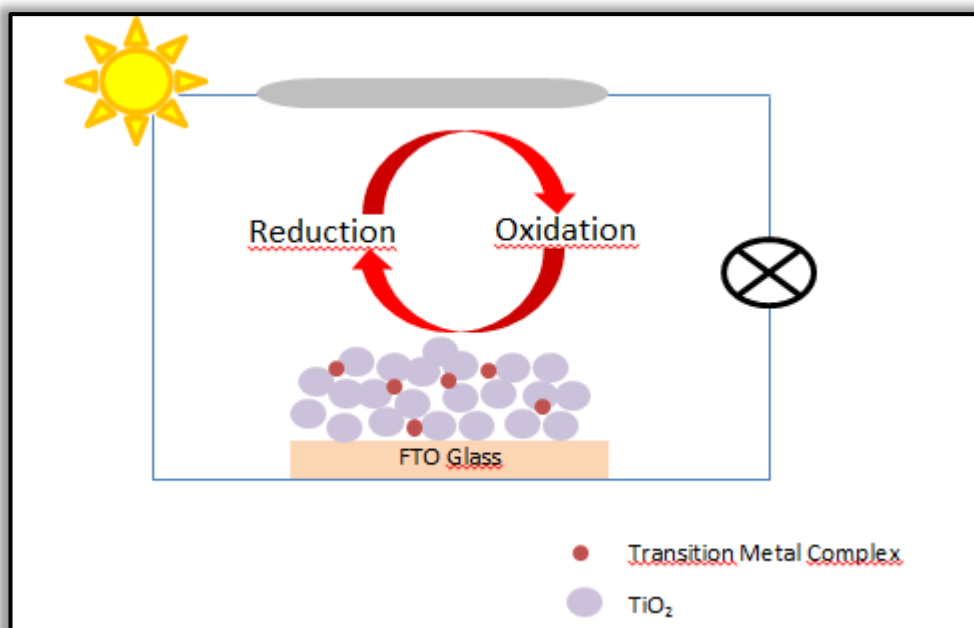 Reduction
Oxidation
FTO Glass
Transition Metal Complex
TiO₂